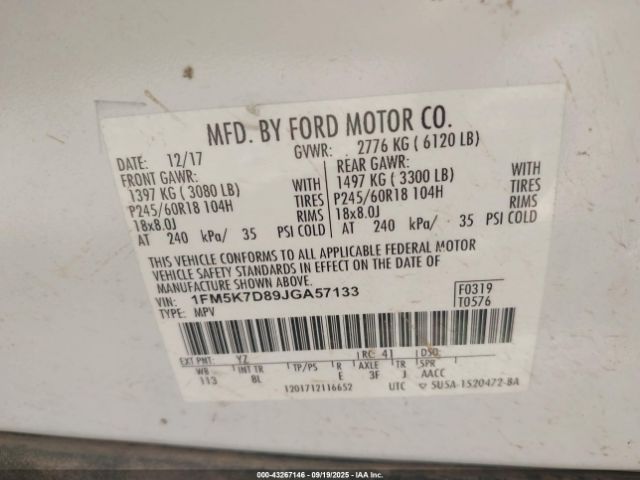 MFD. BY FORD MOTOR CO.
DATE: 12/17 GVWR: 2776 KG ( 6120 LB)
FRONT GAWR: REAR GAWR:
1397 KG ( 3080 LB) WITH 1497 KG ( 3300 LB) WITH
P245/60R18 104H TIRES P245/60R18 104H TIRES
18x8.0J RIMS 18x8.0J RIMS
AT 240 kPa/ 35 PSI COLD AT 240 kPa/ 35 PSI COLD
THIS VEHICLE CONFORMS TO ALL APPLICABLE FEDERAL MOTOR
VEHICLE SAFETY STANDARDS IN EFFECT ON THE DATE OF
MANUFACTURE SHOWN ABOVE.
VIN: 1FM5K7D89JGA57133 F0319
TYPE: MPV T0576
EXT PNT: YZ RC: 41 DSO:
WB INT TR TP/PS R AXLE TR SPR
113 8L E 3F J AACC
1201712116652 UTC 5U5A-1520472-BA
000-43267146 - 09/19/2025 - Copyright IAA, Inc.